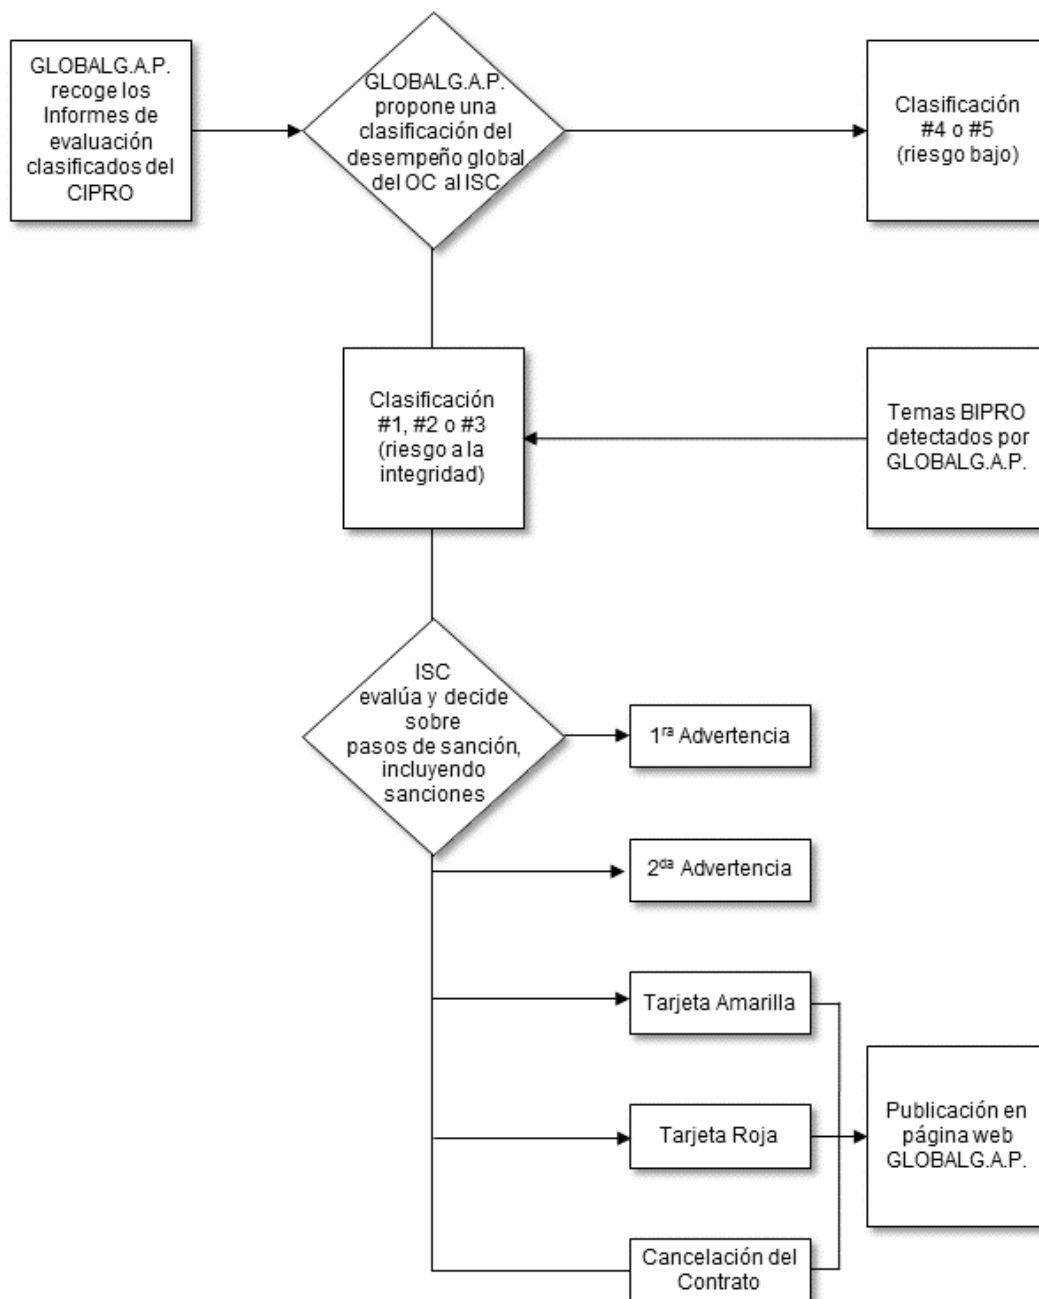 GLOBALG.A.P.
recoge los
Informes de
evaluación
clasificados del
CIPRO
GLOBALG.A.P.
propone una
clasificación del
desempeño global
del OC al ISC
Clasificación
#4 o #5
(riesgo bajo)
Clasificación
#1, #2 o #3
(riesgo a la
integridad)
Temas BIPRO
detectados por
GLOBALG.A.P.
ISC
evalúa y decide
sobre
pasos de sanción,
incluyendo
sanciones
1ra Advertencia
2da Advertencia
Tarjeta Amarilla
Tarjeta Roja
Publicación en
página web
GLOBALG.A.P.
Cancelación del
Contrato